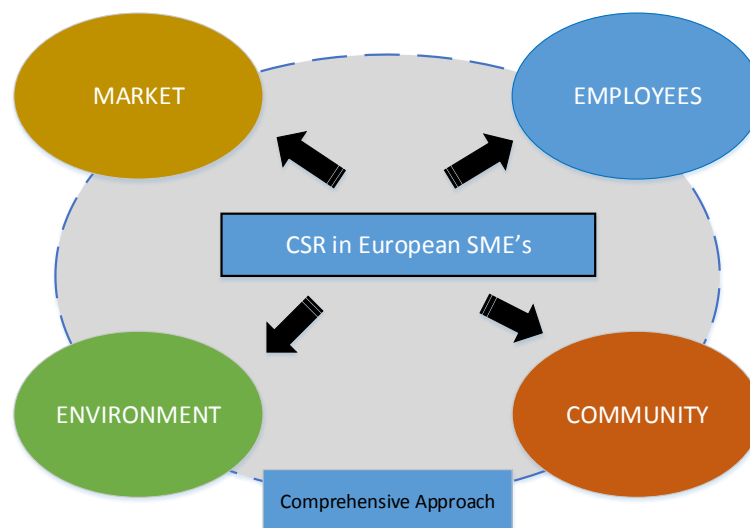 MARKET
EMPLOYEES
CSR in European SME's
ENVIRONMENT
COMMUNITY
Comprehensive Approach